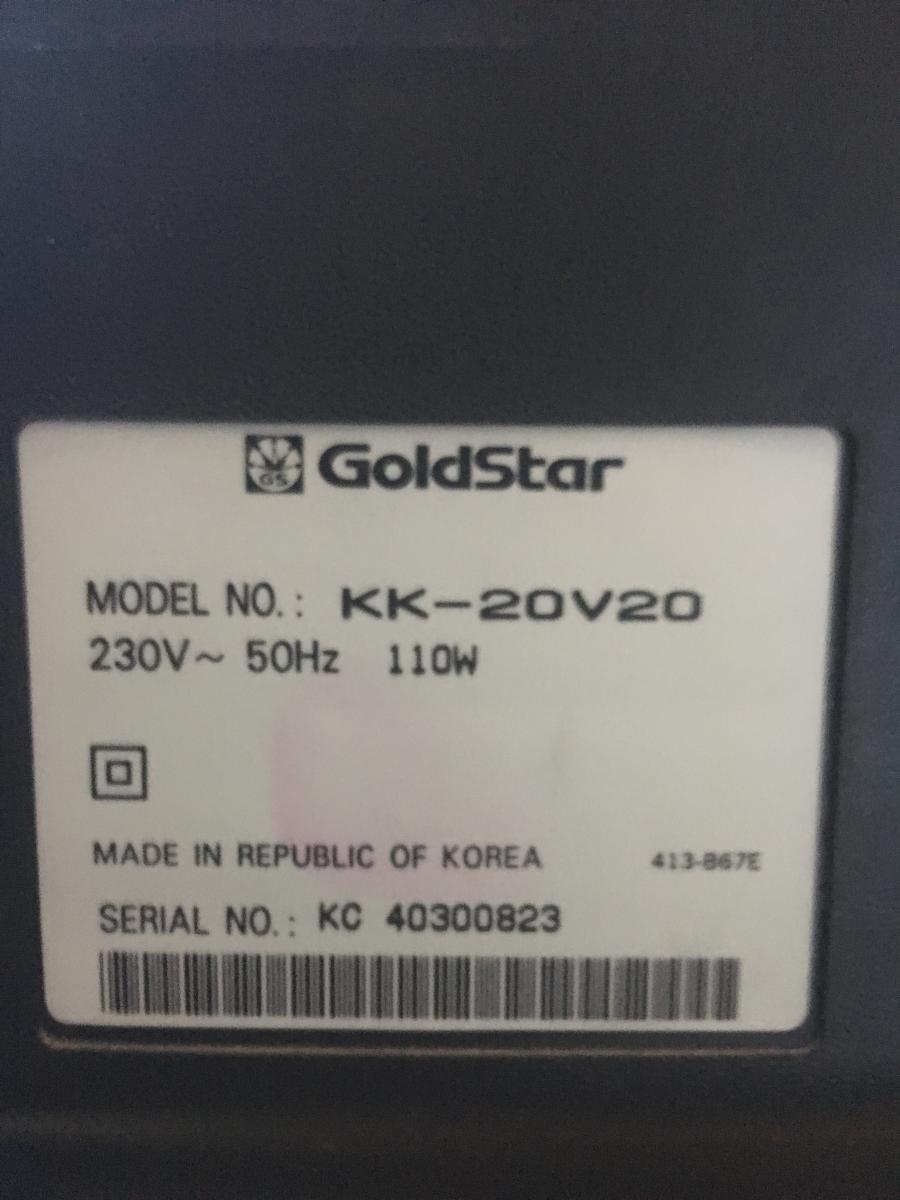 GS GoldStar
MODEL NO.: KK-20V20
230V~ 50Hz 110W
MADE IN REPUBLIC OF KOREA 413-867E
SERIAL NO.: KC 40300823